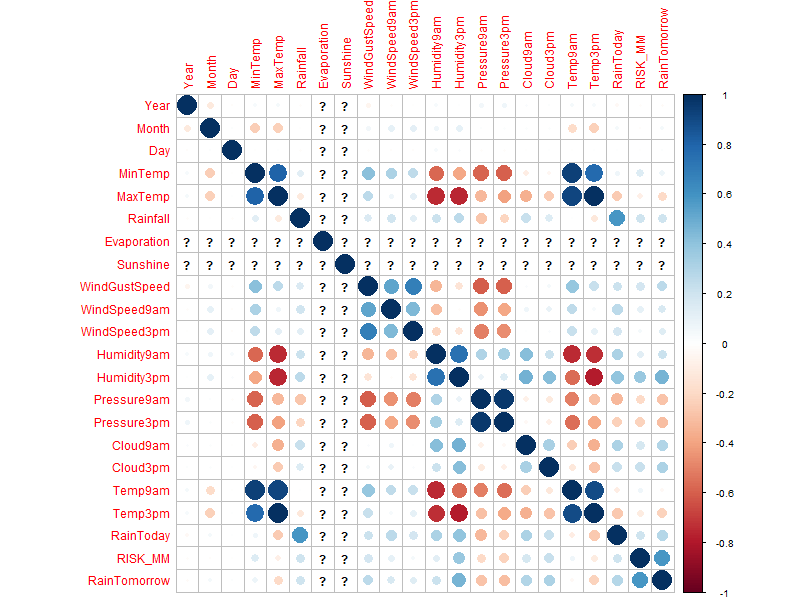 Year Month Day MinTemp MaxTemp Rainfall Evaporation Sunshine WindGustSpeed WindSpeed9am WindSpeed3pm Humidity9am Humidity3pm Pressure9am Pressure3pm Cloud9am Cloud3pm Temp9am Temp3pm RainToday RISK_MM RainTomorrow
Year ? ? 1
Month ? ?
Day ? ? 0.8
MinTemp ? ?
MaxTemp ? ? 0.6
Rainfall ? ?
Evaporation ? ? ? ? ? ? ? ? ? ? ? ? ? ? ? ? ? ? ? ? ? 0.4
Sunshine ? ? ? ? ? ? ? ? ? ? ? ? ? ? ? ? ? ? ? ? ?
WindGustSpeed ? ?
WindSpeed9am ? ? 0.2
WindSpeed3pm ? ?
Humidity9am ? ? 0
Humidity3pm ? ?
Pressure9am ? ? -0.2
Pressure3pm ? ?
Cloud9am ? ? -0.4
Cloud3pm ? ?
Temp9am ? ? -0.6
Temp3pm ? ?
RainToday ? ? -0.8
RISK_MM ? ?
RainTomorrow ? ? -1